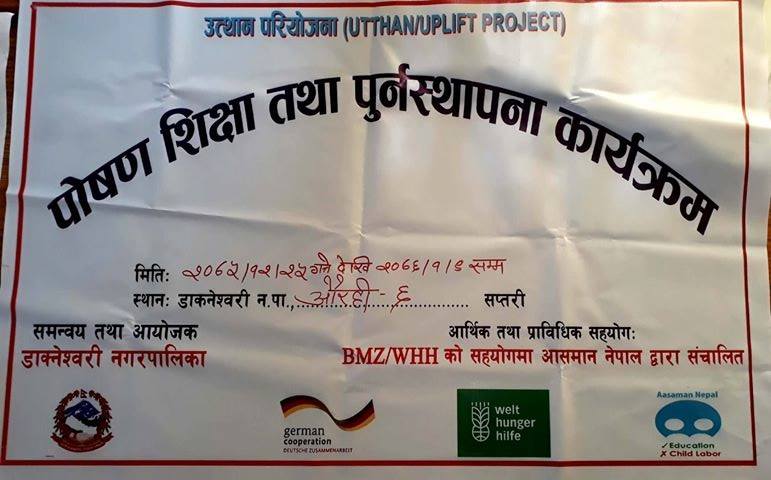 उत्थान परियोजना (UTTHAN/UPLIFT PROJECT)
पोषण शिक्षा तथा पुर्नस्थापना कार्यक्रम
मिति: २०७५/१२/२५ गते देखि २०७६/१/६ सम्म
स्थान: डाकनेश्वरी न.पा., औरही - ६ सप्तरी
समन्वय तथा आयोजक
डाक्नेश्वरी नगरपालिका
आर्थिक तथा प्राविधिक सहयोग:
BMZ/WHH को सहयोगमा आसमान नेपाल द्वारा संचालित
german
cooperation
DEUTSCHE ZUSAMMENARBEIT
welt
hunger
hilfe
Aasaman Nepal
✓ Education
✗ Child Labor